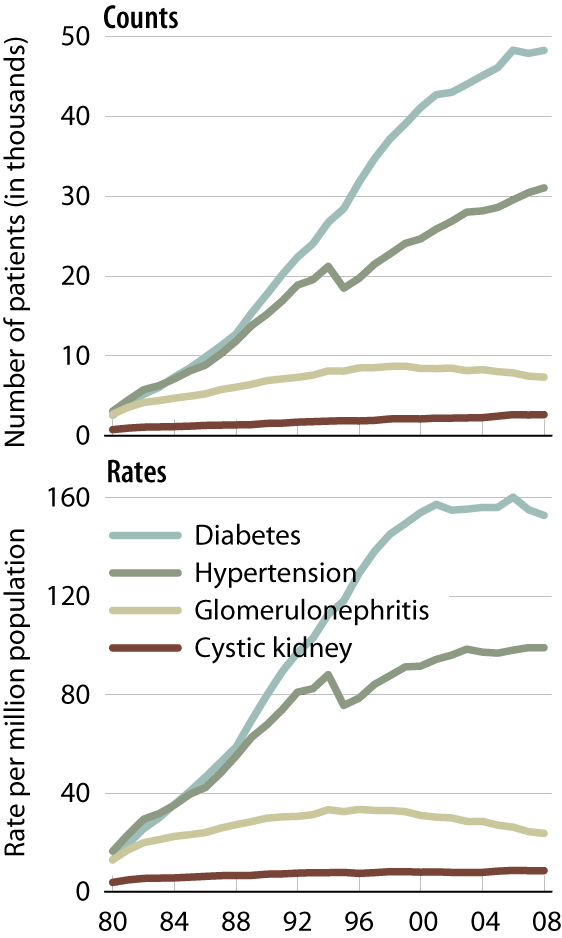 Counts
Number of patients (in thousands)
50
40
30
20
10
0
Rates
Rate per million population
160
120
80
40
0
Diabetes
Hypertension
Glomerulonephritis
Cystic kidney
80 84 88 92 96 00 04 08